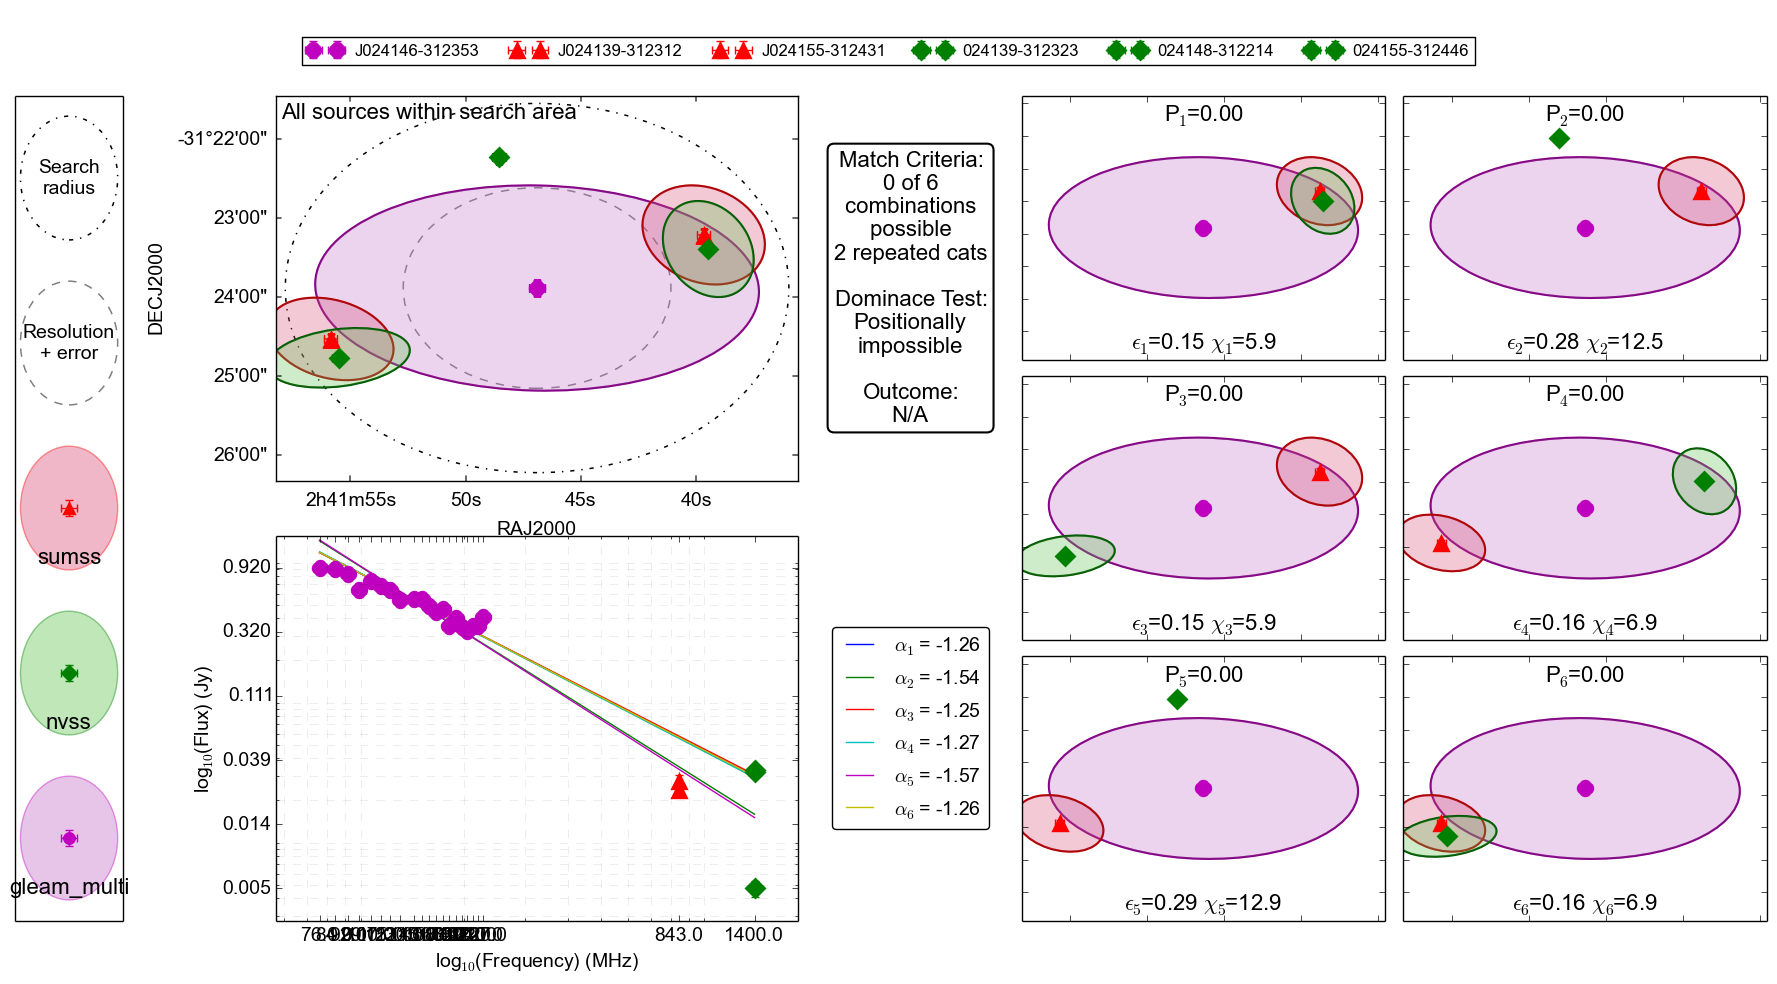 J024146-312353 J024139-312312 J024155-312431 024139-312323 024148-312214 024155-312446
Search
radius
Resolution
+ error
sumss
nvss
gleam_multi
All sources within search area
DECJ2000
-31°22'00"
23'00"
24'00"
25'00"
26'00"
2h41m55s 50s 45s 40s
RAJ2000
log10(Flux) (Jy)
0.920
0.320
0.111
0.039
0.014
0.005
843.0 1400.0
log10(Frequency) (MHz)
Match Criteria:
0 of 6
combinations
possible
2 repeated cats
Dominace Test:
Positionally
impossible
Outcome:
N/A
α1 = -1.26
α2 = -1.54
α3 = -1.25
α4 = -1.27
α5 = -1.57
α6 = -1.26
P1=0.00
ϵ1=0.15 χ1=5.9
P2=0.00
ϵ2=0.28 χ2=12.5
P3=0.00
ϵ3=0.15 χ3=5.9
P4=0.00
ϵ4=0.16 χ4=6.9
P5=0.00
ϵ5=0.29 χ5=12.9
P6=0.00
ϵ6=0.16 χ6=6.9